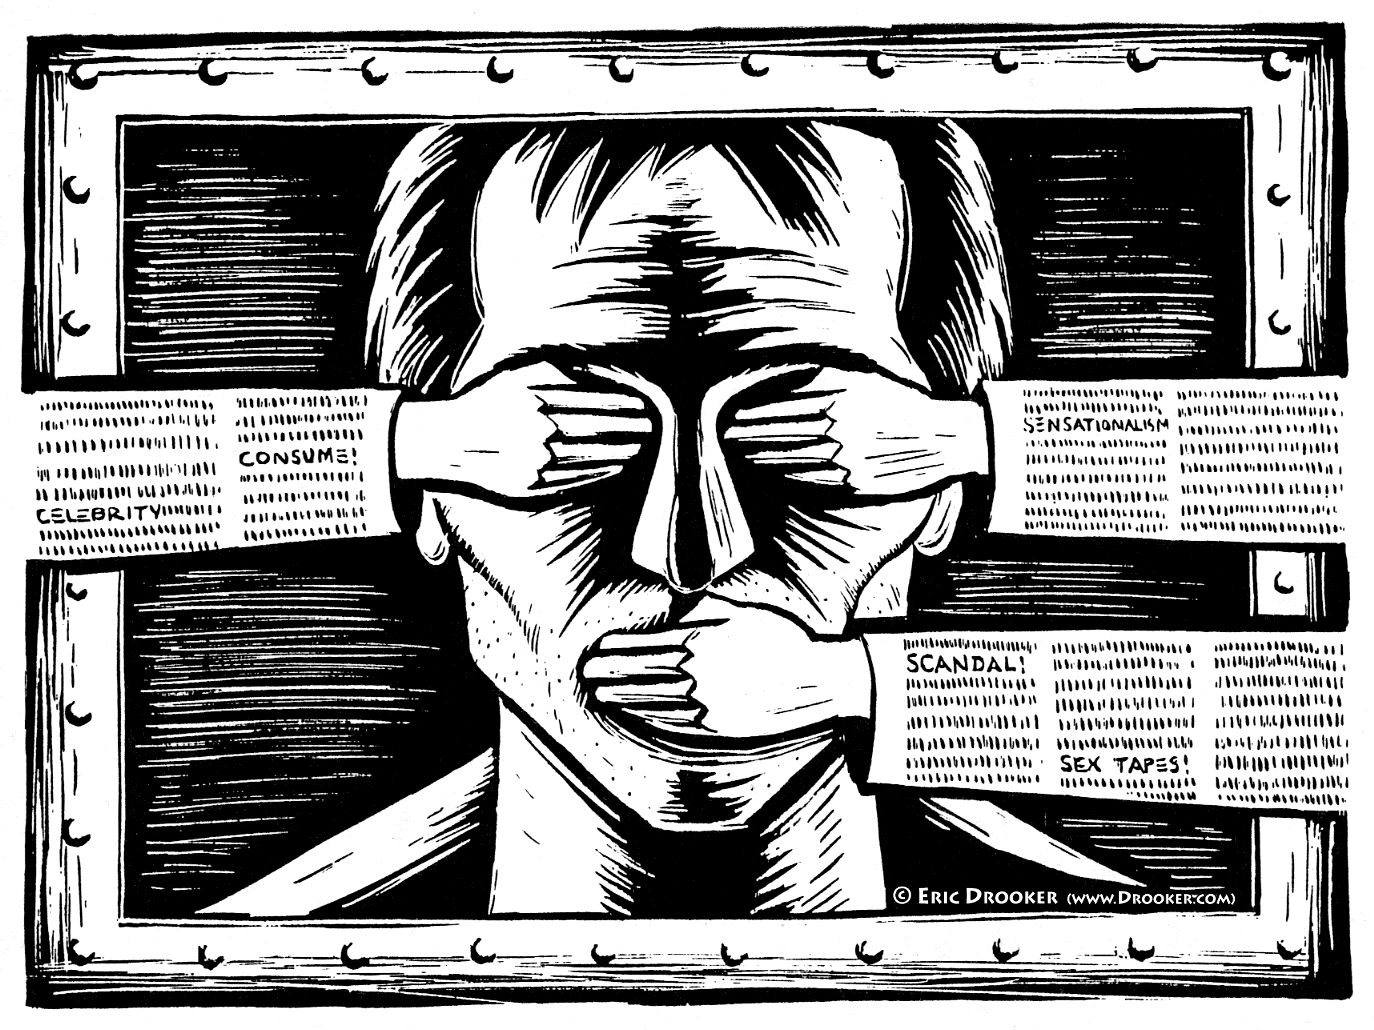 CONSUME!
CELEBRITY
SENSATIONALISM
SCANDAL!
SEX TAPES!
© ERIC DROOKER (WWW.DROOKER.COM)